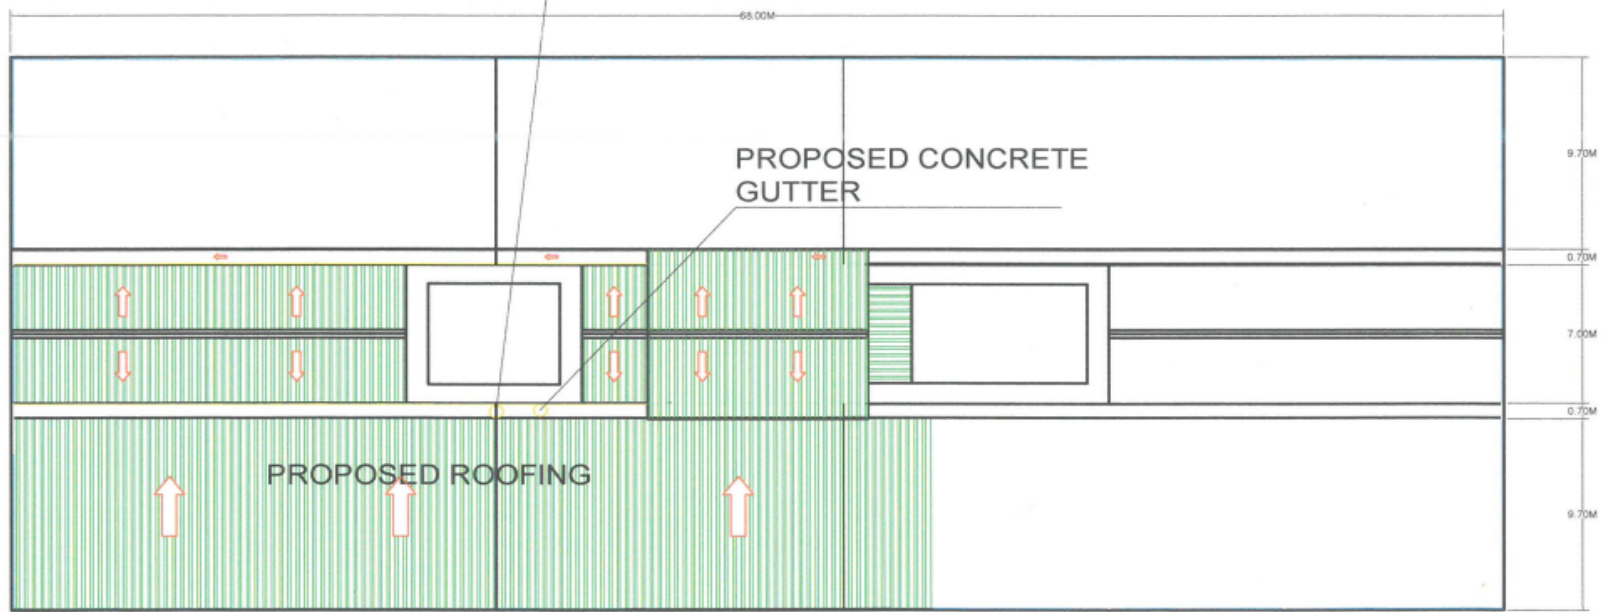 68.00M
PROPOSED CONCRETE
GUTTER
9.70M
0.70M
7.00M
0.70M
PROPOSED ROOFING
9.70M